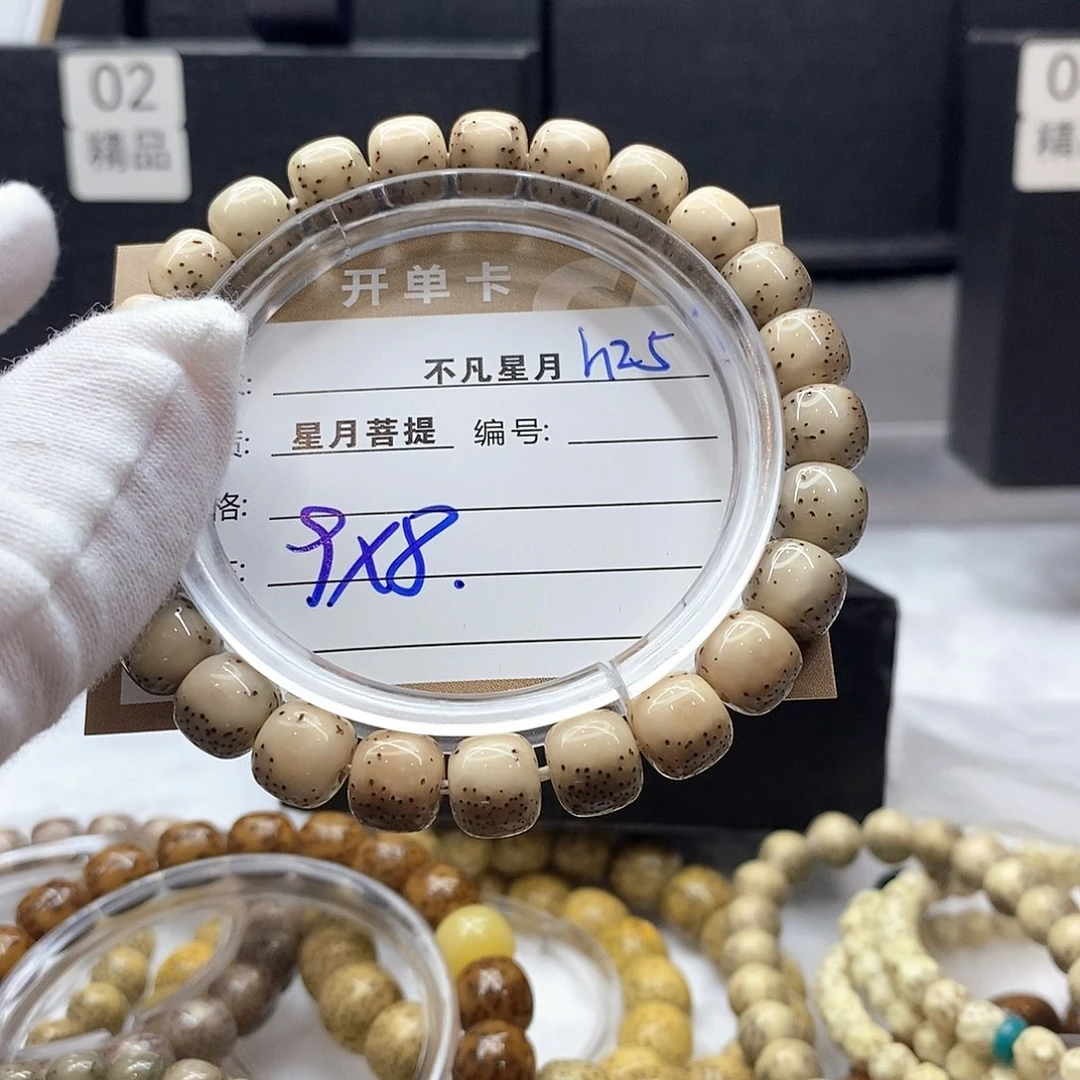 02
精品
开单卡
不凡星月 h25
星月菩提 编号:
格:
9X8.